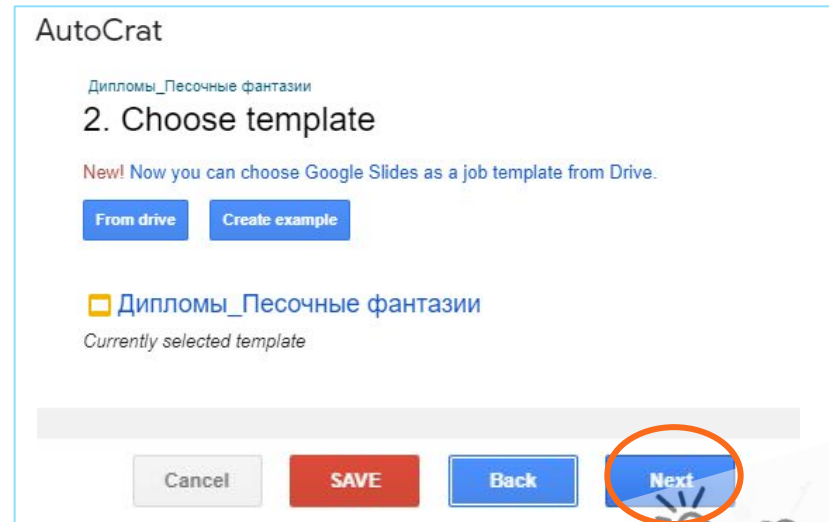 AutoCrat
Дипломы_Песочные фантазии
2. Choose template
New! Now you can choose Google Slides as a job template from Drive.
From drive Create example
Дипломы_Песочные фантазии
Currently selected template
Cancel SAVE Back Next